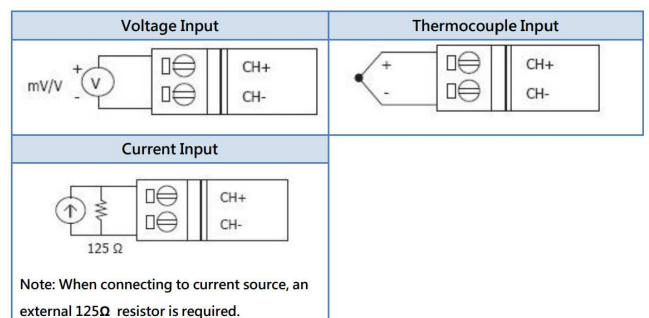 Voltage Input
Thermocouple Input
mV/V
+
V
-
CH+
CH-
+
-
CH+
CH-
Current Input
CH+
CH-
125 Ω
Note: When connecting to current source, an
external 125Ω resistor is required.